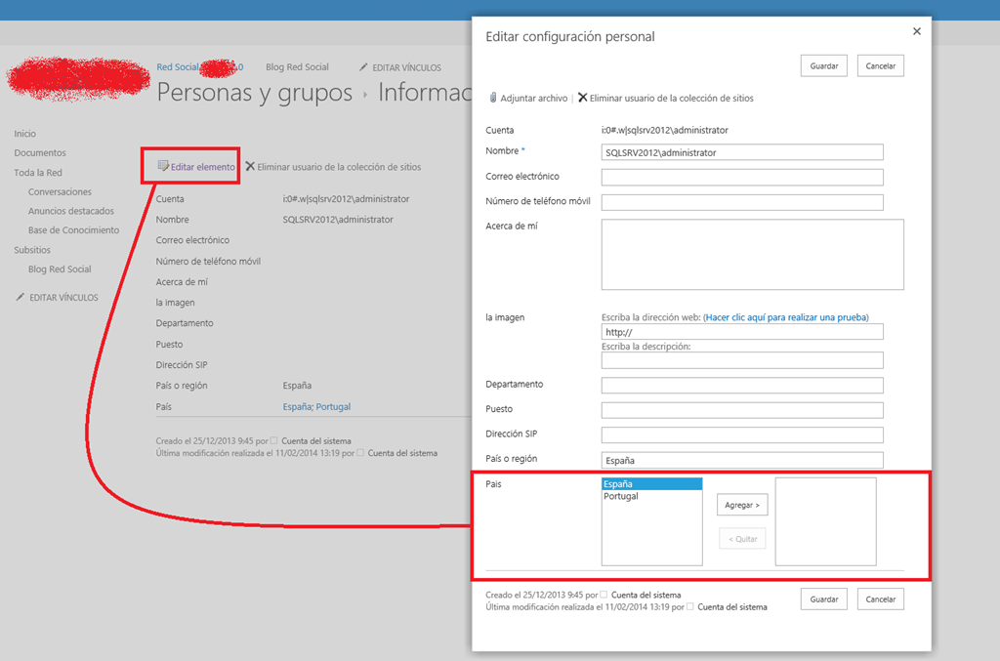 Red Social .0 Blog Red Social EDITAR VÍNCULOS
Personas y grupos ▸ Informac
Inicio
Documentos
Toda la Red
Conversaciones
Anuncios destacados
Base de Conocimiento
Subsitios
Blog Red Social
EDITAR VÍNCULOS
Editar elemento Eliminar usuario de la colección de sitios
Cuenta i:0#.w|sqlsrv2012\administrator
Nombre SQLSRV2012\administrator
Correo electrónico
Número de teléfono móvil
Acerca de mí
la imagen
Departamento
Puesto
Dirección SIP
País o región España
País España; Portugal
Creado el 25/12/2013 9:45 por Cuenta del sistema
Última modificación realizada el 11/02/2014 13:19 por Cuenta del sistema
Editar configuración personal
Guardar Cancelar
Adjuntar archivo | Eliminar usuario de la colección de sitios
Cuenta i:0#.w|sqlsrv2012\administrator
Nombre * SQLSRV2012\administrator
Correo electrónico
Número de teléfono móvil
Acerca de mí
la imagen Escriba la dirección web: (Hacer clic aquí para realizar una prueba)
http://
Escriba la descripción:
Departamento
Puesto
Dirección SIP
País o región España
Pais España
Portugal
Agregar >
< Quitar
Creado el 25/12/2013 9:45 por Cuenta del sistema
Última modificación realizada el 11/02/2014 13:19 por Cuenta del sistema
Guardar Cancelar